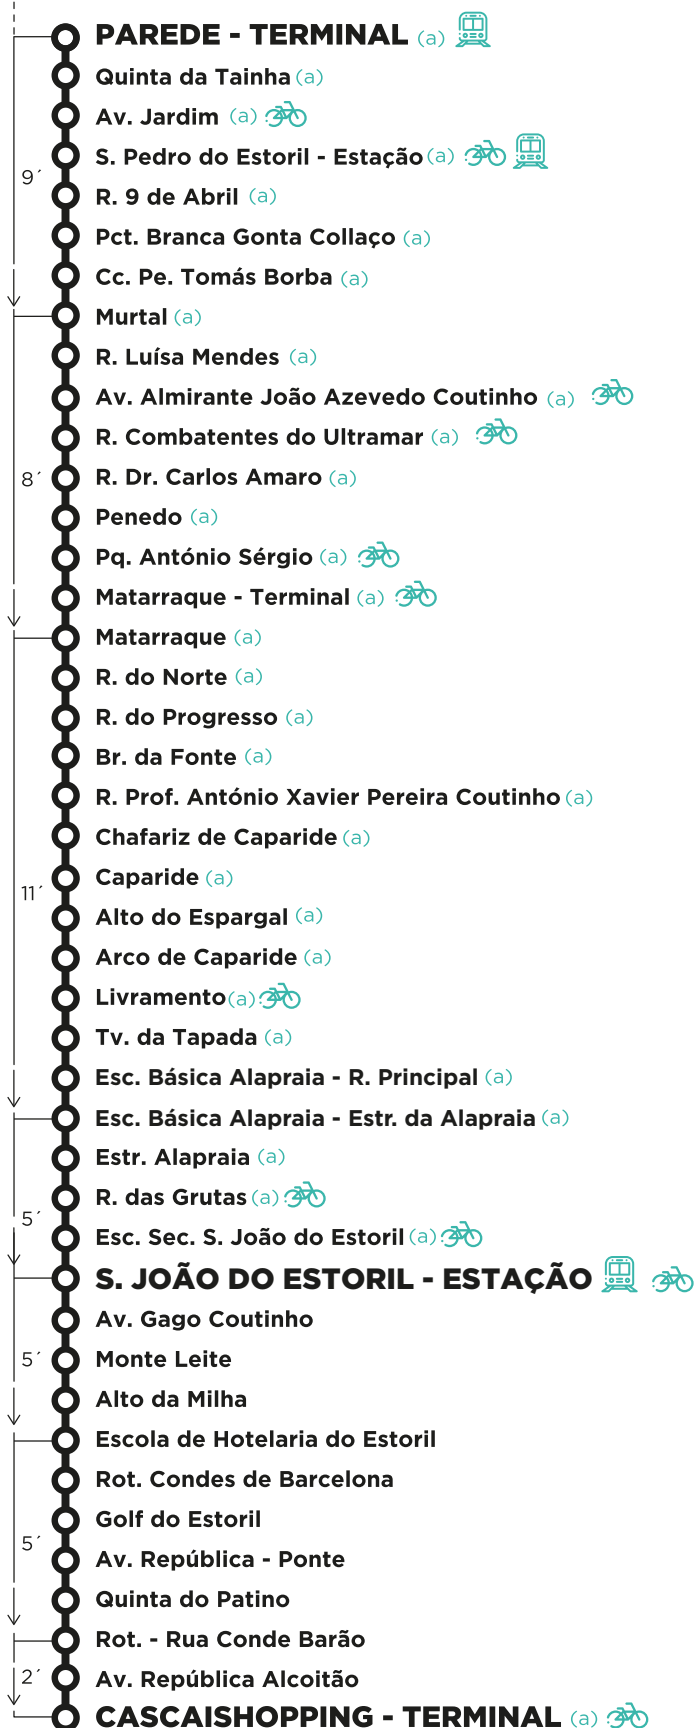 PAREDE - TERMINAL (a)
Quinta da Tainha (a)
Av. Jardim (a)
S. Pedro do Estoril - Estação (a)
9´
R. 9 de Abril (a)
Pct. Branca Gonta Collaço (a)
Cc. Pe. Tomás Borba (a)
Murtal (a)
R. Luísa Mendes (a)
Av. Almirante João Azevedo Coutinho (a)
R. Combatentes do Ultramar (a)
8´
R. Dr. Carlos Amaro (a)
Penedo (a)
Pq. António Sérgio (a)
Matarraque - Terminal (a)
Matarraque (a)
R. do Norte (a)
R. do Progresso (a)
Br. da Fonte (a)
R. Prof. António Xavier Pereira Coutinho (a)
Chafariz de Caparide (a)
Caparide (a)
11´
Alto do Espargal (a)
Arco de Caparide (a)
Livramento (a)
Tv. da Tapada (a)
Esc. Básica Alapraia - R. Principal (a)
Esc. Básica Alapraia - Estr. da Alapraia (a)
Estr. Alapraia (a)
R. das Grutas (a)
5´
Esc. Sec. S. João do Estoril (a)
S. JOÃO DO ESTORIL - ESTAÇÃO
Av. Gago Coutinho
5´
Monte Leite
Alto da Milha
Escola de Hotelaria do Estoril
Rot. Condes de Barcelona
Golf do Estoril
5´
Av. República - Ponte
Quinta do Patino
Rot. - Rua Conde Barão
2´
Av. República Alcoitão
CASCAISHOPPING - TERMINAL (a)